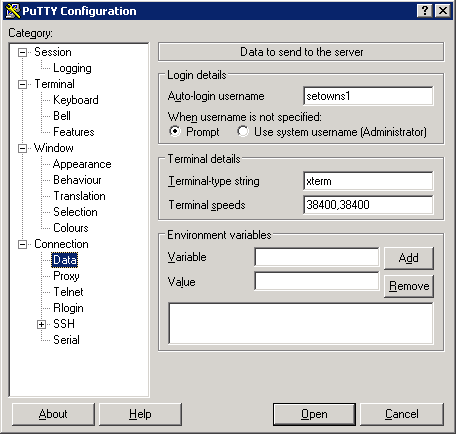 PuTTY Configuration
Category:
Session
Logging
Terminal
Keyboard
Bell
Features
Window
Appearance
Behaviour
Translation
Selection
Colours
Connection
Data
Proxy
Telnet
Rlogin
SSH
Serial
Data to send to the server
Login details
Auto-login username setowns1
When username is not specified:
Prompt Use system username (Administrator)
Terminal details
Terminal-type string xterm
Terminal speeds 38400,38400
Environment variables
Variable Add
Value Remove
About Help Open Cancel